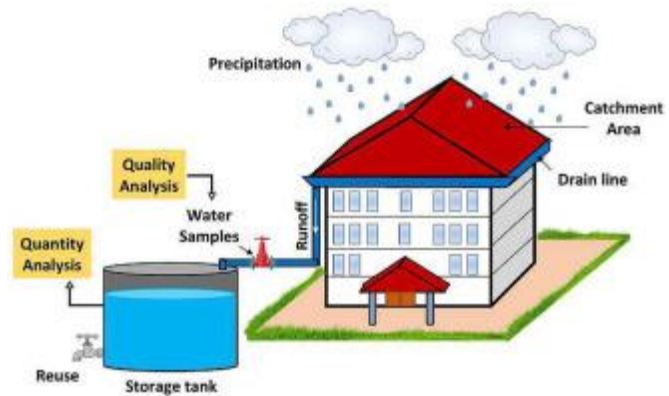 Precipitation
Catchment
Area
Drain line
Quality
Analysis
Water
Samples
Runoff
Quantity
Analysis
Reuse
Storage tank